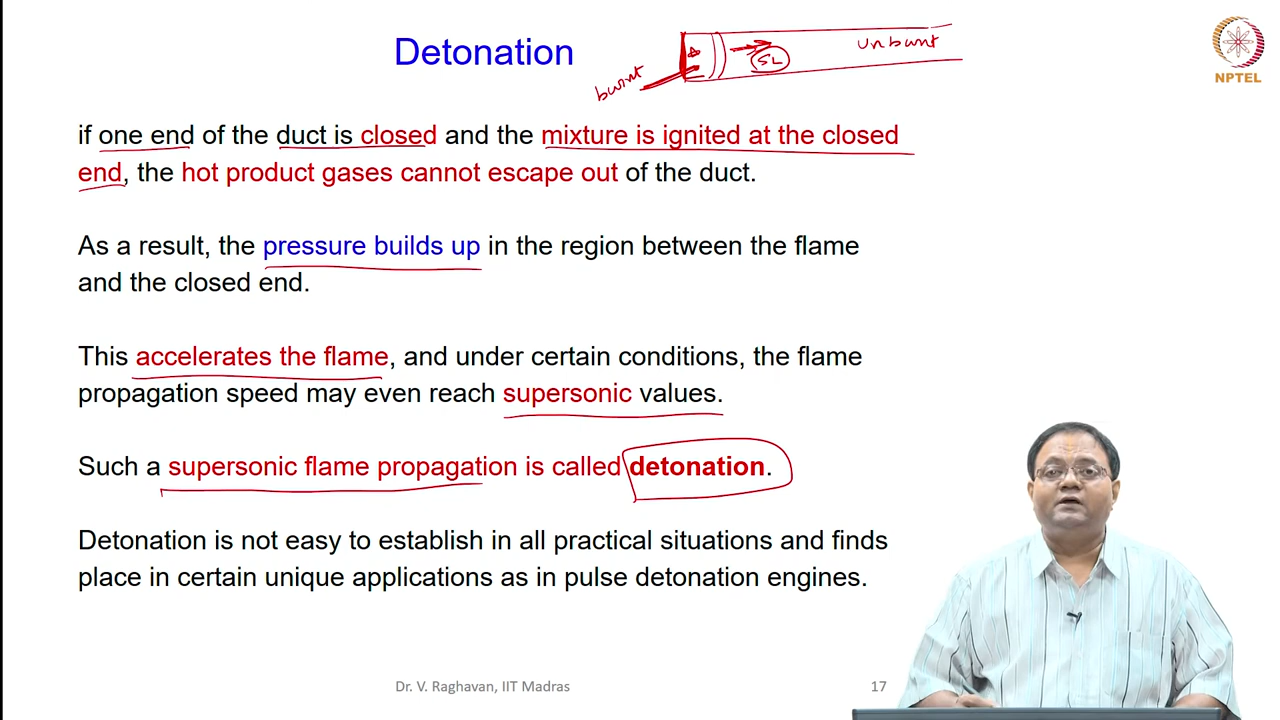 Detonation
unburnt
SL
burnt
NPTEL
if one end of the duct is closed and the mixture is ignited at the closed
end, the hot product gases cannot escape out of the duct.
As a result, the pressure builds up in the region between the flame
and the closed end.
This accelerates the flame, and under certain conditions, the flame
propagation speed may even reach supersonic values.
Such a supersonic flame propagation is called detonation.
Detonation is not easy to establish in all practical situations and finds
place in certain unique applications as in pulse detonation engines.
Dr. V. Raghavan, IIT Madras
17